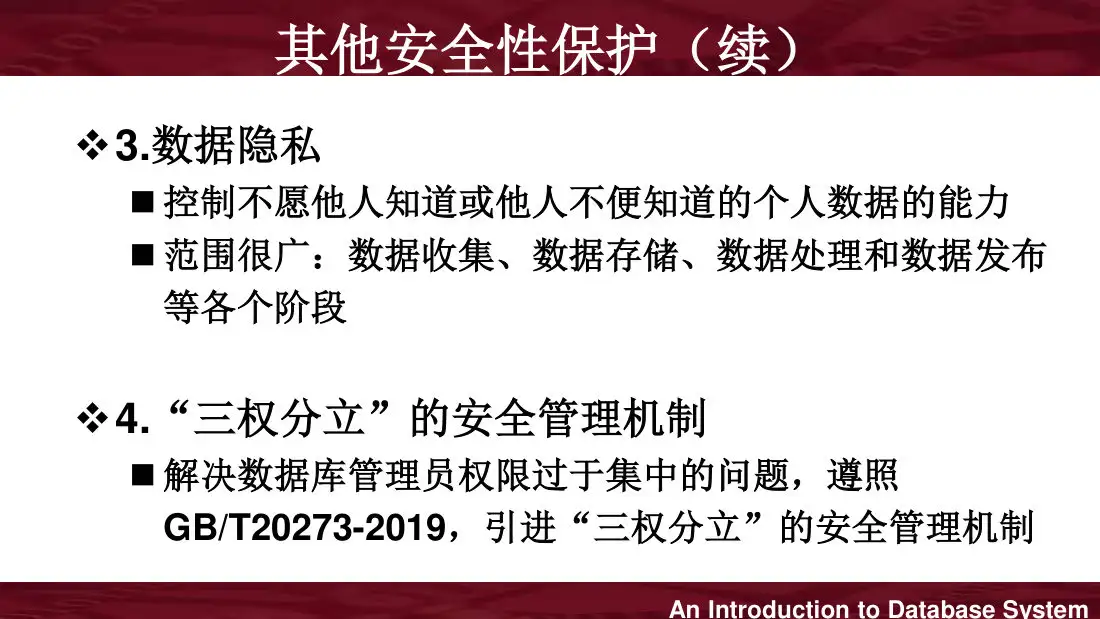 其他安全性保护（续）
❖3.数据隐私
■控制不愿他人知道或他人不便知道的个人数据的能力
■范围很广：数据收集、数据存储、数据处理和数据发布
等各个阶段
❖4.“三权分立”的安全管理机制
■解决数据库管理员权限过于集中的问题，遵照
GB/T20273-2019，引进“三权分立”的安全管理机制
An Introduction to Database System